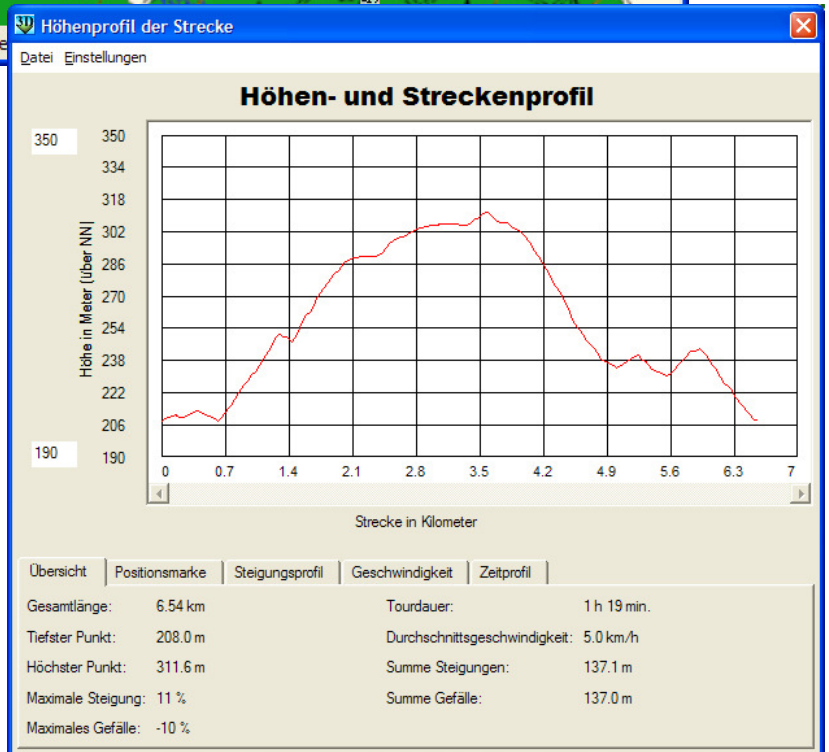 Höhenprofil der Strecke
Datei Einstellungen
Höhen- und Streckenprofil
350
190
Höhe in Meter (über NN)
350
334
318
302
286
270
254
238
222
206
190
0 0.7 1.4 2.1 2.8 3.5 4.2 4.9 5.6 6.3 7
Strecke in Kilometer
Übersicht Positionsmarke Steigungsprofil Geschwindigkeit Zeitprofil
Gesamtlänge: 6.54 km Tourdauer: 1 h 19 min.
Tiefster Punkt: 208.0 m Durchschnittsgeschwindigkeit: 5.0 km/h
Höchster Punkt: 311.6 m Summe Steigungen: 137.1 m
Maximale Steigung: 11 % Summe Gefälle: 137.0 m
Maximales Gefälle: -10 %